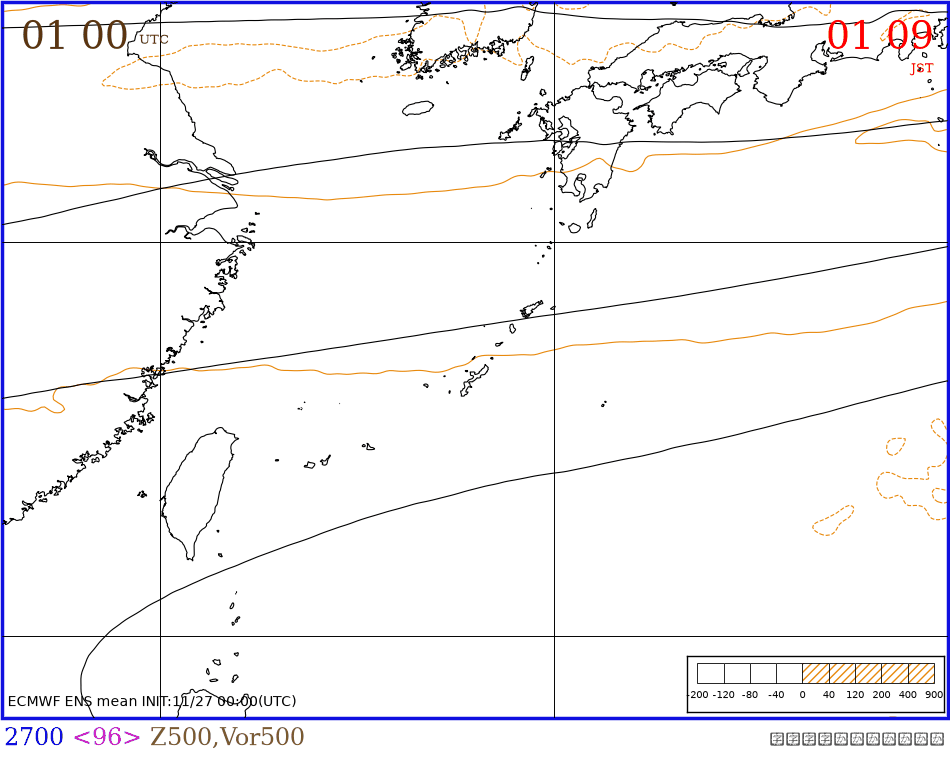 01 00 UTC
01 09
JST
-200 -120 -80 -40 0 40 120 200 400 900
ECMWF ENS mean INIT:11/27 00:00(UTC)
2700 <96> Z500,Vor500